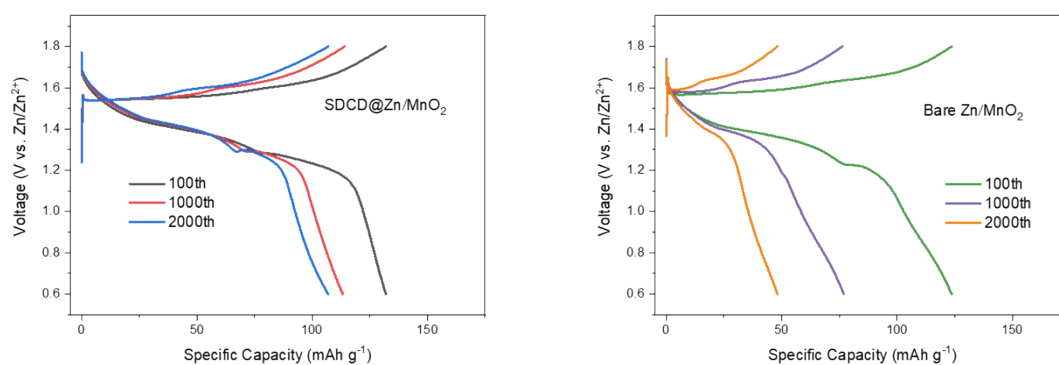 1.8
1.6
1.4
1.2
1.0
0.8
0.6
Voltage (V vs. Zn/Zn²⁺)
SDCD@Zn/MnO₂
100th
1000th
2000th
0 50 100 150
Specific Capacity (mAh g⁻¹)
1.8
1.6
1.4
1.2
1.0
0.8
0.6
Voltage (V vs. Zn/Zn²⁺)
Bare Zn/MnO₂
100th
1000th
2000th
0 50 100 150
Specific Capacity (mAh g⁻¹)